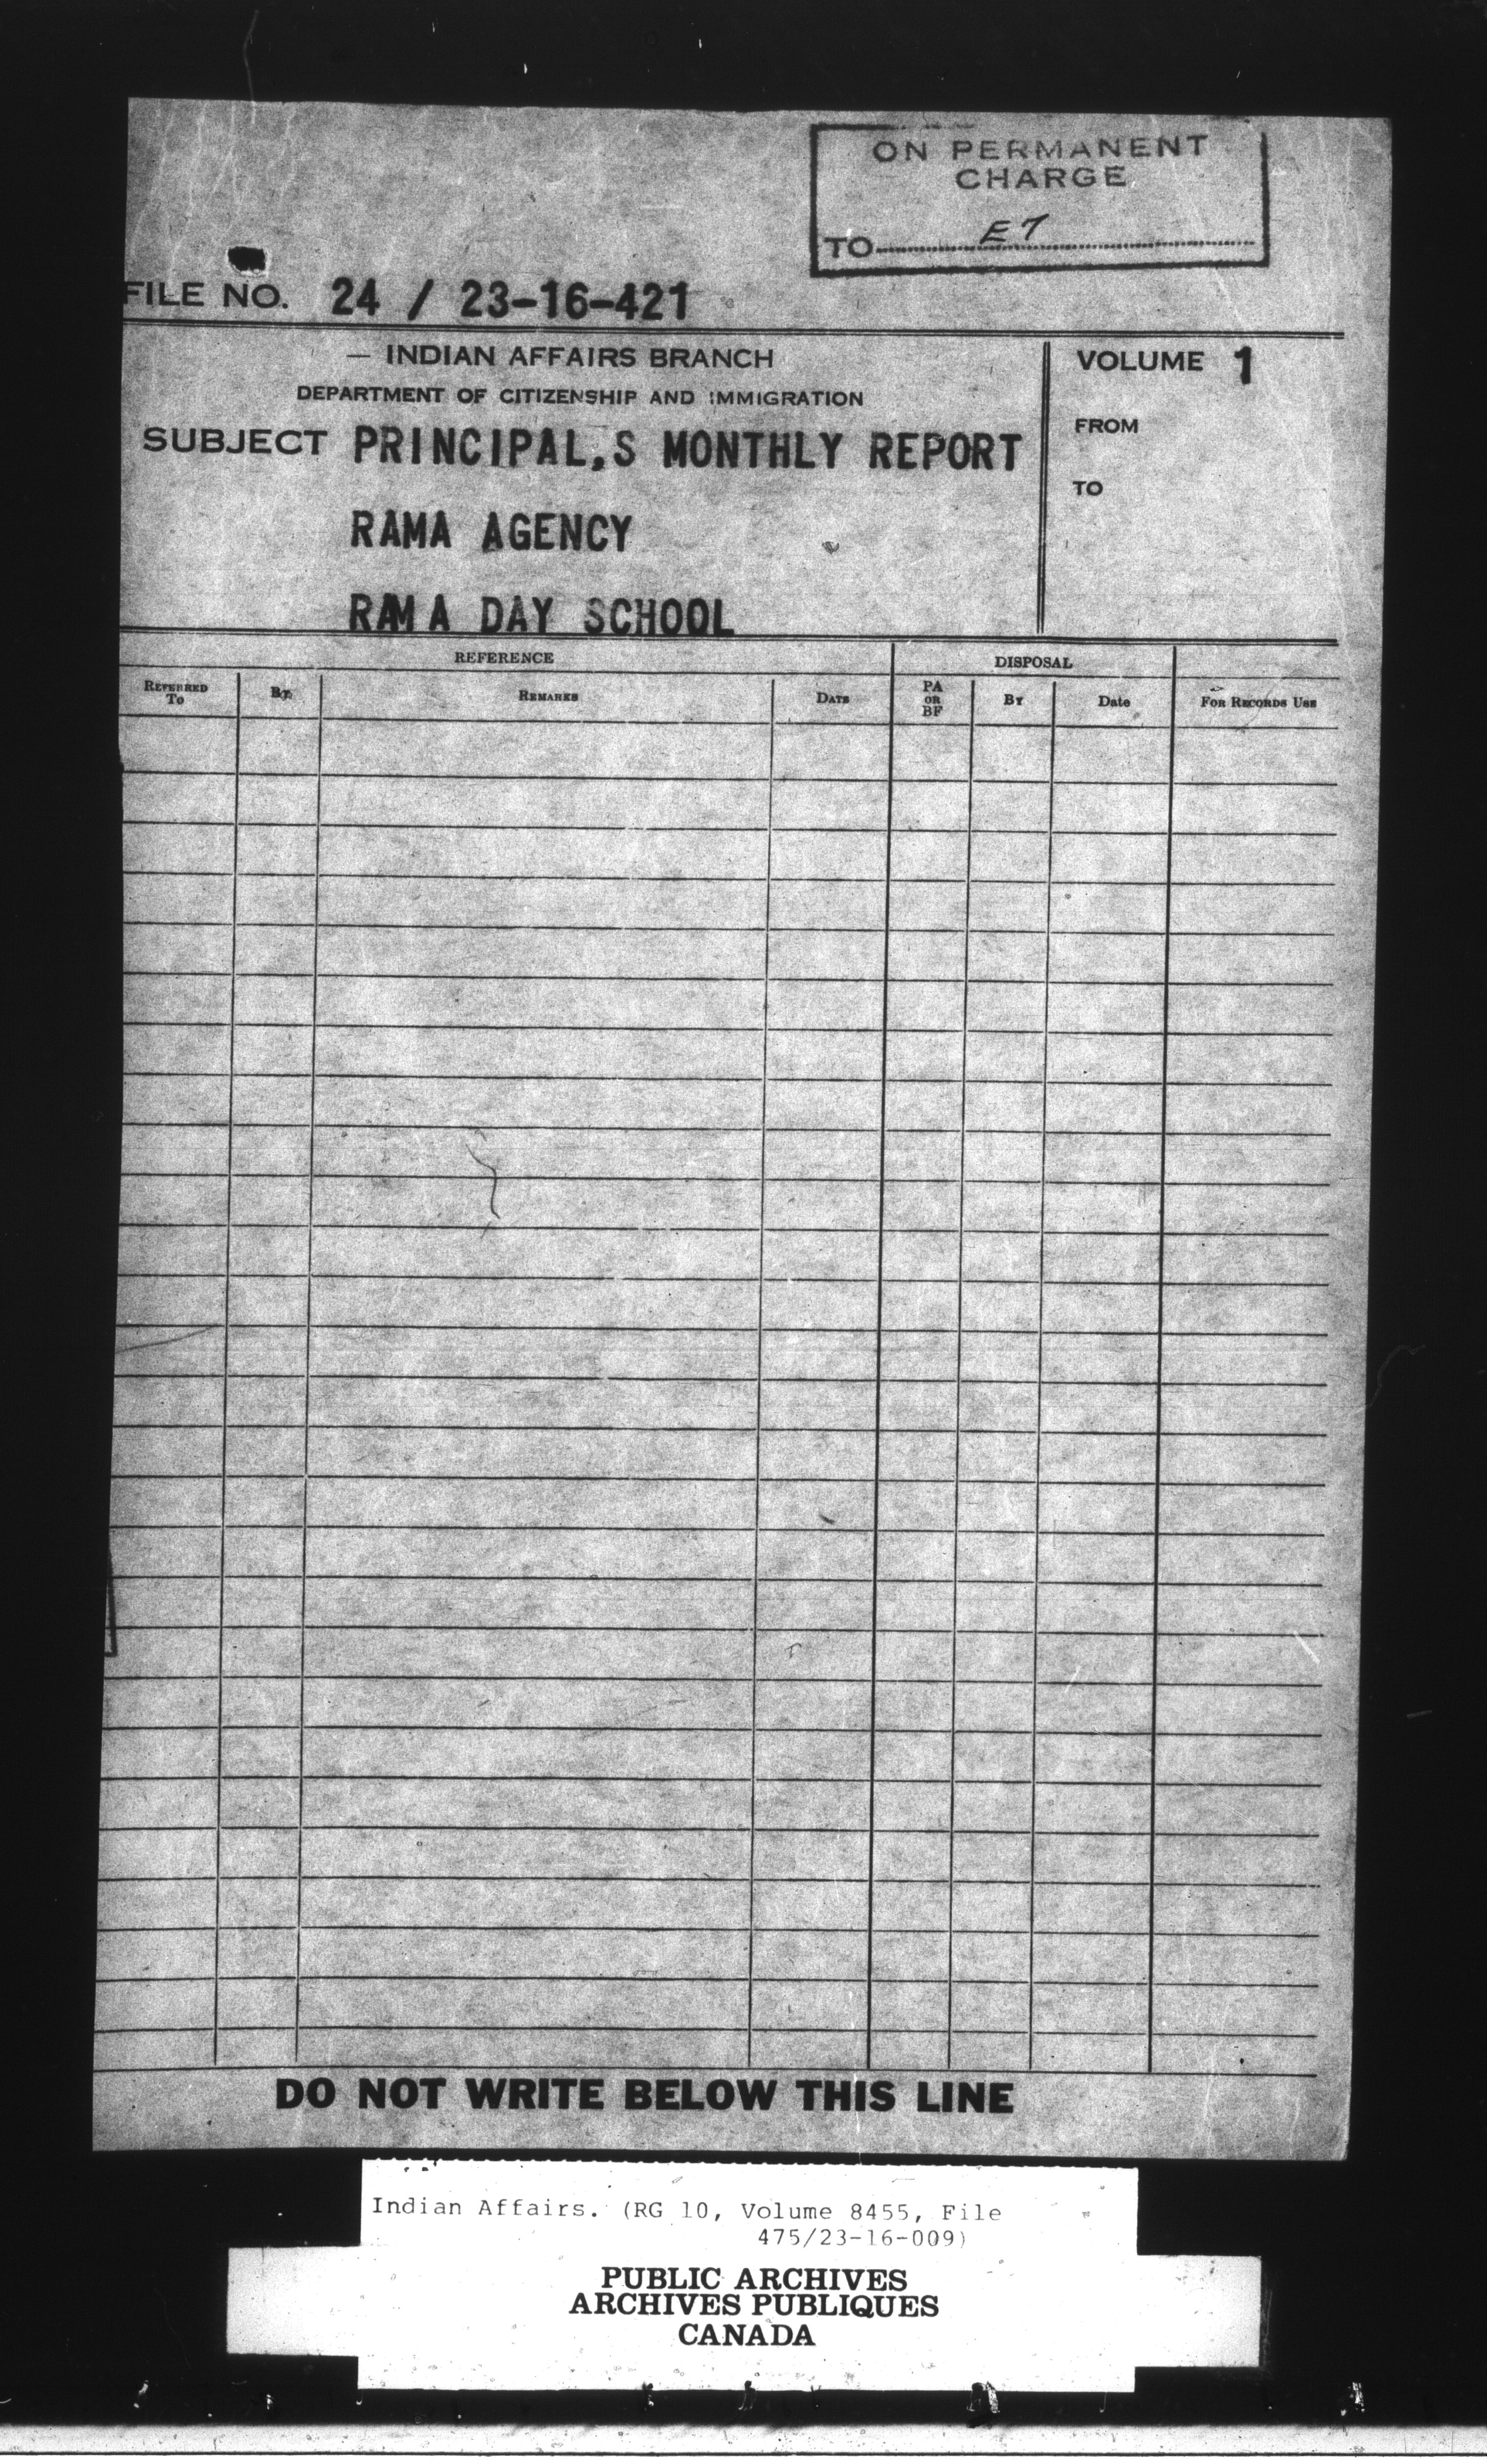 ON PERMANENT
CHARGE
TO E7
FILE NO. 24 / 23-16-421
— INDIAN AFFAIRS BRANCH
DEPARTMENT OF CITIZENSHIP AND IMMIGRATION
SUBJECT PRINCIPAL,S MONTHLY REPORT
RAMA AGENCY
RAMA DAY SCHOOL
VOLUME 1
FROM
TO
REFERENCE
DISPOSAL
REFERRED
TO
BY
REMARKS
DATE
PA
OR
BF
BY
Date
FOR RECORDS USE
DO NOT WRITE BELOW THIS LINE
Indian Affairs. (RG 10, Volume 8455, File
475/23-16-009)
PUBLIC ARCHIVES
ARCHIVES PUBLIQUES
CANADA